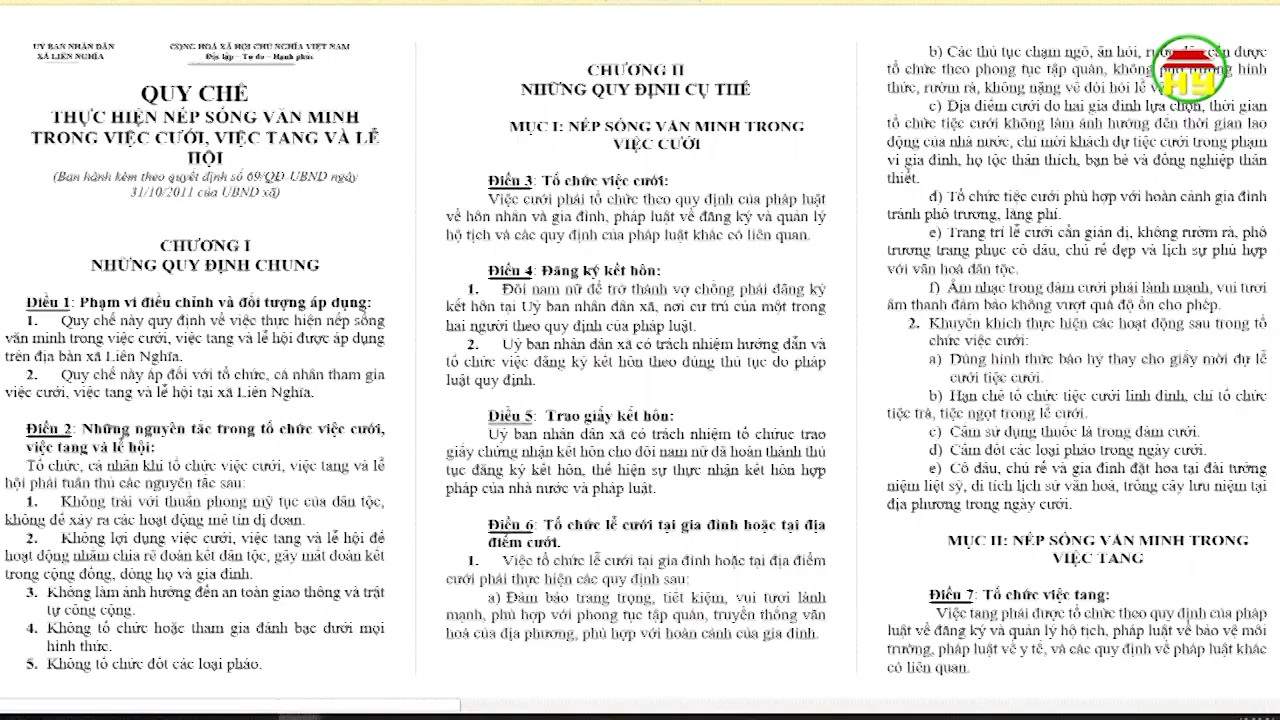 UỶ BAN NHÂN DÂN
XÃ LIÊN NGHĨA
CỘNG HOÀ XÃ HỘI CHỦ NGHĨA VIỆT NAM
Độc lập – Tự do – Hạnh phúc
QUY CHẾ
THỰC HIỆN NẾP SỐNG VĂN MINH
TRONG VIỆC CƯỚI, VIỆC TANG VÀ LỄ
HỘI
(Ban hành kèm theo quyết định số 69/QĐ-UBND ngày
31/10/2011 của UBND xã)
CHƯƠNG I
NHỮNG QUY ĐỊNH CHUNG
Điều 1: Phạm vi điều chỉnh và đối tượng áp dụng:
1. Quy chế này quy định về việc thực hiện nếp sống
văn minh trong việc cưới, việc tang và lễ hội được áp dụng
trên địa bàn xã Liên Nghĩa.
2. Quy chế này áp đối với tổ chức, cá nhân tham gia
việc cưới, việc tang và lễ hội tại xã Liên Nghĩa.
Điều 2: Những nguyên tắc trong tổ chức việc cưới,
việc tang và lễ hội:
Tổ chức, cá nhân khi tổ chức việc cưới, việc tang và lễ
hội phải tuân thủ các nguyên tắc sau:
1. Không trái với thuần phong mỹ tục của dân tộc,
không để xảy ra các hoạt động mê tín dị đoan.
2. Không lợi dụng việc cưới, việc tang và lễ hội để
hoạt động nhằm chia rẽ đoàn kết dân tộc, gây mất đoàn kết
trong cộng đồng, dòng họ và gia đình.
3. Không làm ảnh hưởng đến an toàn giao thông và trật
tự công cộng.
4. Không tổ chức hoặc tham gia đánh bạc dưới mọi
hình thức.
5. Không tổ chức đốt các loại pháo.
CHƯƠNG II
NHỮNG QUY ĐỊNH CỤ THỂ
MỤC I: NẾP SỐNG VĂN MINH TRONG
VIỆC CƯỚI
Điều 3: Tổ chức việc cưới:
Việc cưới phải tổ chức theo quy định của pháp luật
về hôn nhân và gia đình, pháp luật về đăng ký và quản lý
hộ tịch và các quy định của pháp luật khác có liên quan.
Điều 4: Đăng ký kết hôn:
1. Đôi nam nữ để trở thành vợ chồng phải đăng ký
kết hôn tại Uỷ ban nhân dân xã, nơi cư trú của một trong
hai người theo quy định của pháp luật.
2. Uỷ ban nhân dân xã có trách nhiệm hướng dẫn và
tổ chức việc đăng ký kết hôn theo đúng thủ tục do pháp
luật quy định.
Điều 5: Trao giấy kết hôn:
Uỷ ban nhân dân xã có trách nhiệm tổ chứuc trao
giấy chứng nhận kết hôn cho đôi nam nữ đã hoàn thành thủ
tục đăng ký kết hôn, thể hiện sự thực nhận kết hôn hợp
pháp của nhà nước và pháp luật.
Điều 6: Tổ chức lễ cưới tại gia đình hoặc tại địa
điểm cưới.
1. Việc tổ chức lễ cưới tại gia đình hoặc tại địa điểm
cưới phải thực hiện các quy định sau:
a) Đảm bảo trang trọng, tiết kiệm, vui tươi lành
mạnh, phù hợp với phong tục tập quán, truyền thống văn
hoá của địa phương, phù hợp với hoàn cảnh của gia đình.
b) Các thủ tục chạm ngõ, ăn hỏi, cần được
tổ chức theo phong tục tập quán, không phô trương hình
thức, rườm rà, không nặng về đòi hỏi lễ
c) Địa điểm cưới do hai gia đình lựa chọn, thời gian
tổ chức tiệc cưới không làm ảnh hưởng đến thời gian lao
động của nhà nước, chỉ mời khách dự tiệc cưới trong phạm
vi gia đình, họ tộc thân thích, bạn bè và đồng nghiệp thân
thiết.
d) Tổ chức tiệc cưới phù hợp với hoàn cảnh gia đình
tránh phô trương, lãng phí.
e) Trang trí lễ cưới cần giản dị, không rườm rà, phô
trương trang phục cô dâu, chú rể đẹp và lịch sự phù hợp
với văn hoá dân tộc.
f) Âm nhạc trong đám cưới phải lành mạnh, vui tươi
âm thanh đảm bảo không vượt quá độ ồn cho phép.
2. Khuyến khích thực hiện các hoạt động sau trong tổ
chức việc cưới:
a) Dùng hình thức báo hỷ thay cho giấy mời dự lễ
cưới tiệc cưới.
b) Hạn chế tổ chức tiệc cưới linh đình, chỉ tổ chức
tiệc trà, tiệc ngọt trong lễ cưới.
c) Cấm sử dụng thuốc lá trong đám cưới.
d) Cấm đốt các loại pháo trong ngày cưới.
e) Cô dâu, chú rể và gia đình đặt hoa tại đài tưởng
niệm liệt sỹ, di tích lịch sử văn hoá, trồng cây lưu niệm tại
địa phương trong ngày cưới.
MỤC II: NẾP SỐNG VĂN MINH TRONG
VIỆC TANG
Điều 7: Tổ chức việc tang:
Việc tang phải được tổ chức theo quy định của pháp
luật về đăng ký và quản lý hộ tịch, pháp luật về bảo vệ môi
trường, pháp luật về y tế, và các quy định về pháp luật khác
có liên quan.
HY